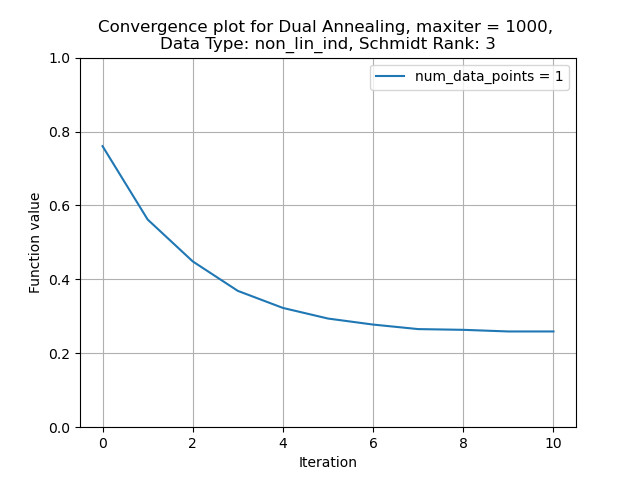 Convergence plot for Dual Annealing, maxiter = 1000,
Data Type: non_lin_ind, Schmidt Rank: 3
num_data_points = 1
1.0
0.8
0.6
0.4
0.2
0.0
Function value
0 2 4 6 8 10
Iteration